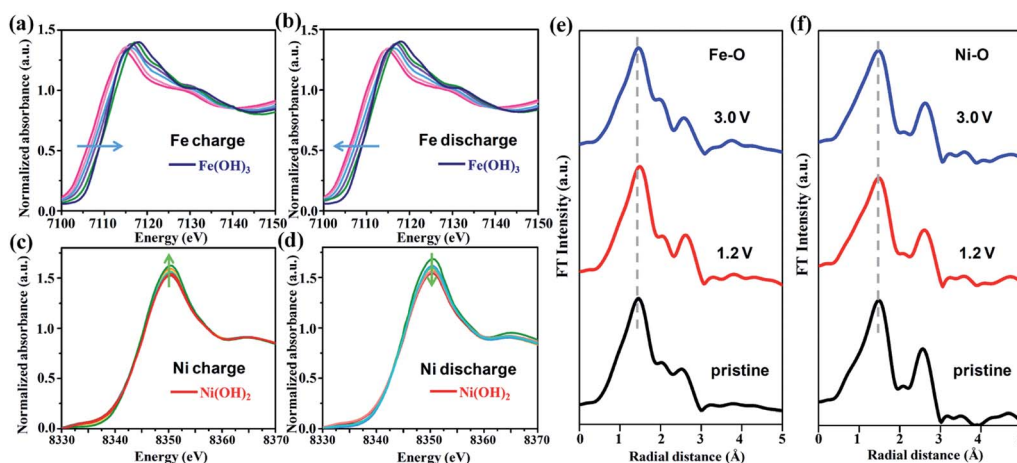 (a)
Normalized absorbance (a.u.)
1.5
1.0
0.5
0.0
Fe charge
Fe(OH)3
7100 7110 7120 7130 7140 7150
Energy (eV)
(b)
Normalized absorbance (a.u.)
1.5
1.0
0.5
0.0
Fe discharge
Fe(OH)3
7100 7110 7120 7130 7140 7150
Energy (eV)
(c)
Normalized absorbance (a.u.)
1.5
1.0
0.5
0.0
Ni charge
Ni(OH)2
8330 8340 8350 8360 8370
Energy (eV)
(d)
Normalized absorbance (a.u.)
1.5
1.0
0.5
0.0
Ni discharge
Ni(OH)2
8330 8340 8350 8360 8370
Energy (eV)
(e)
FT Intensity (a.u.)
Fe-O
3.0 V
1.2 V
pristine
0 1 2 3 4 5
Radial distance (Å)
(f)
FT Intensity (a.u.)
Ni-O
3.0 V
1.2 V
pristine
0 1 2 3 4
Radial distance (Å)